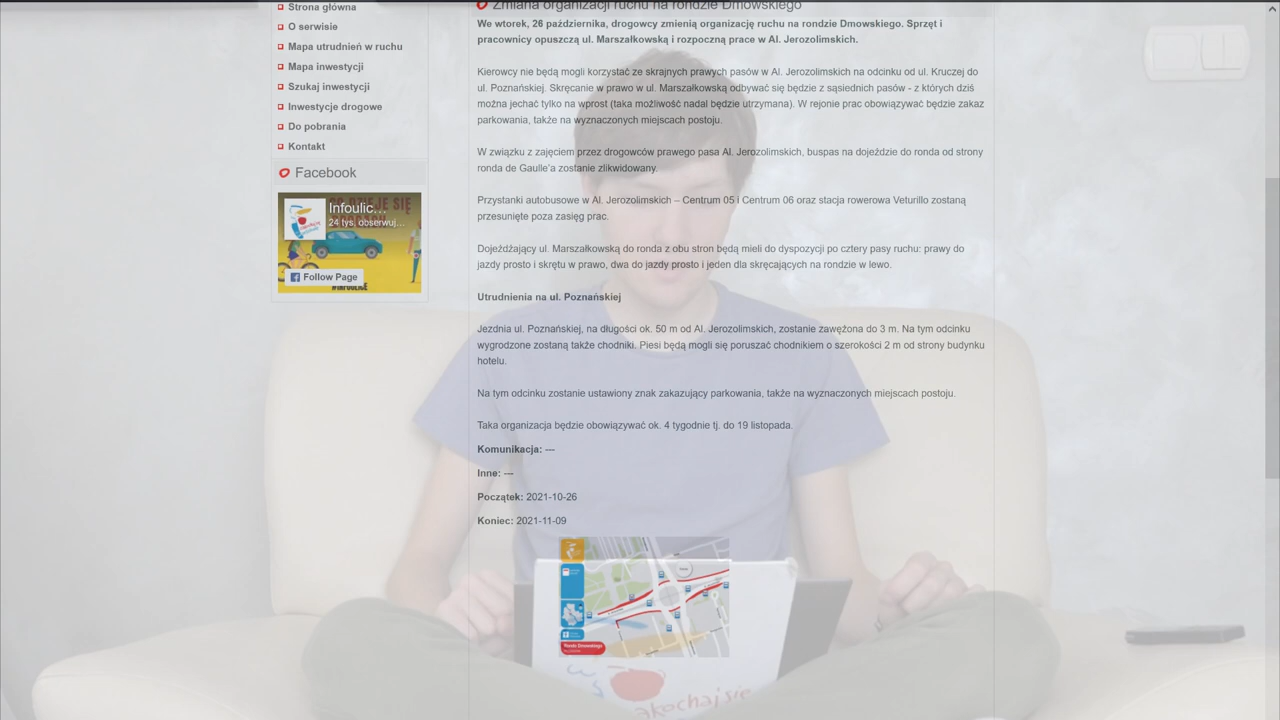 Strona główna
O serwisie
Mapa utrudnień w ruchu
Mapa inwestycji
Szukaj inwestycji
Inwestycje drogowe
Do pobrania
Kontakt
Facebook
Infoulic...
24 tys. obserwuj...
Follow Page
Zmiana organizacji ruchu na rondzie Dmowskiego
We wtorek, 26 października, drogowcy zmienią organizację ruchu na rondzie Dmowskiego. Sprzęt i
pracownicy opuszczą ul. Marszałkowską i rozpoczną prace w Al. Jerozolimskich.
Kierowcy nie będą mogli korzystać ze skrajnych prawych pasów w Al. Jerozolimskich na odcinku od ul. Kruczej do
ul. Poznańskiej. Skręcanie w prawo w ul. Marszałkowską odbywać się będzie z sąsiednich pasów - z których dziś
można jechać tylko na wprost (taka możliwość nadal będzie utrzymana). W rejonie prac obowiązywać będzie zakaz
parkowania, także na wyznaczonych miejscach postoju.
W związku z zajęciem przez drogowców prawego pasa Al. Jerozolimskich, buspas na dojeździe do ronda od strony
ronda de Gaulle'a zostanie zlikwidowany.
Przystanki autobusowe w Al. Jerozolimskich – Centrum 05 i Centrum 06 oraz stacja rowerowa Veturillo zostaną
przesunięte poza zasięg prac.
Dojeżdżający ul. Marszałkowską do ronda z obu stron będą mieli do dyspozycji po cztery pasy ruchu: prawy do
jazdy prosto i skrętu w prawo, dwa do jazdy prosto i jeden dla skręcających na rondzie w lewo.
Utrudnienia na ul. Poznańskiej
Jezdnia ul. Poznańskiej, na długości ok. 50 m od Al. Jerozolimskich, zostanie zawężona do 3 m. Na tym odcinku
wygrodzone zostaną także chodniki. Piesi będą mogli się poruszać chodnikiem o szerokości 2 m od strony budynku
hotelu.
Na tym odcinku zostanie ustawiony znak zakazujący parkowania, także na wyznaczonych miejscach postoju.
Taka organizacja będzie obowiązywać ok. 4 tygodnie tj. do 19 listopada.
Komunikacja: ---
Inne: ---
Początek: 2021-10-26
Koniec: 2021-11-09
Rondo Dmowskiego
akochaj się